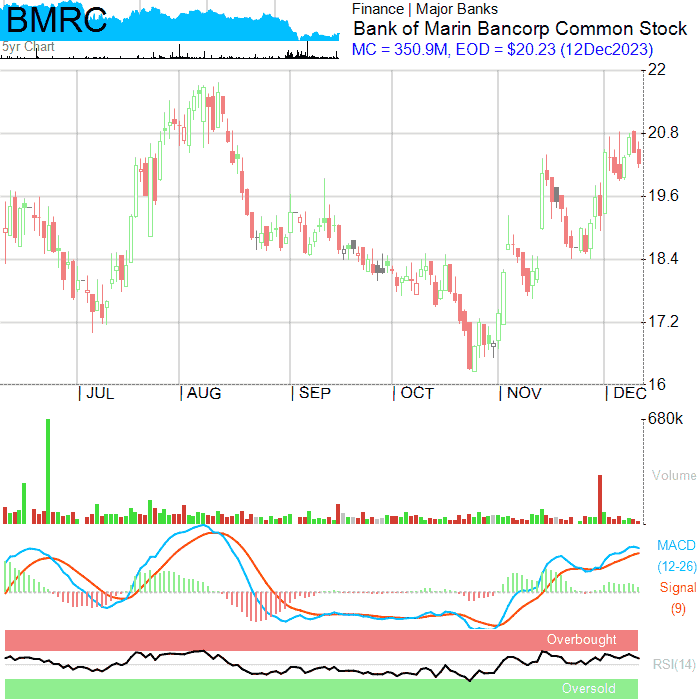 BMRC
5yr Chart
Finance | Major Banks
Bank of Marin Bancorp Common Stock
MC = 350.9M, EOD = $20.23 (12Dec2023)
22
20.8
19.6
18.4
17.2
16
| JUL | AUG | SEP | OCT | NOV | DEC
680k
Volume
MACD
(12-26)
Signal
(9)
Overbought
RSI(14)
Oversold